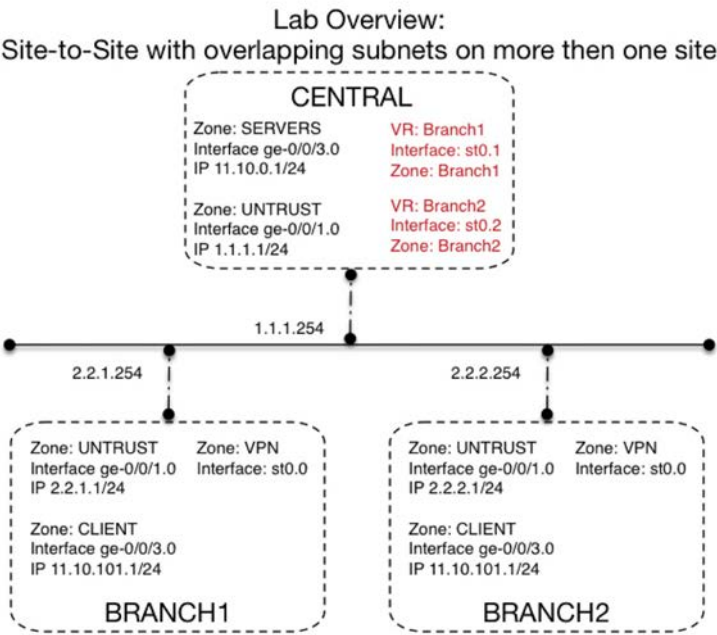 Lab Overview:
Site-to-Site with overlapping subnets on more then one site
CENTRAL
Zone: SERVERS
Interface ge-0/0/3.0
IP 11.10.0.1/24
VR: Branch1
Interface: st0.1
Zone: Branch1
Zone: UNTRUST
Interface ge-0/0/1.0
IP 1.1.1.1/24
VR: Branch2
Interface: st0.2
Zone: Branch2
1.1.1.254
2.2.1.254
2.2.2.254
Zone: UNTRUST
Interface ge-0/0/1.0
IP 2.2.1.1/24
Zone: VPN
Interface: st0.0
Zone: CLIENT
Interface ge-0/0/3.0
IP 11.10.101.1/24
BRANCH1
Zone: UNTRUST
Interface ge-0/0/1.0
IP 2.2.2.1/24
Zone: VPN
Interface: st0.0
Zone: CLIENT
Interface ge-0/0/3.0
IP 11.10.101.1/24
BRANCH2